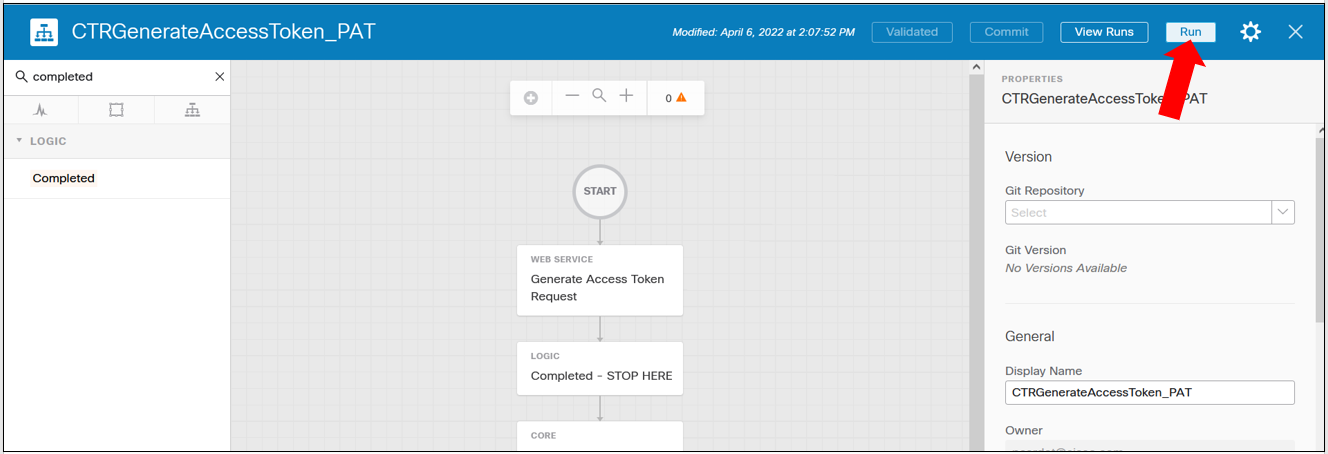 CTRGenerateAccessToken_PAT
Modified: April 6, 2022 at 2:07:52 PM
Validated
Commit
View Runs
Run
completed
LOGIC
Completed
0
START
WEB SERVICE
Generate Access Token
Request
LOGIC
Completed - STOP HERE
CORE
PROPERTIES
CTRGenerateAccessToken_PAT
Version
Git Repository
Select
Git Version
No Versions Available
General
Display Name
CTRGenerateAccessToken_PAT
Owner